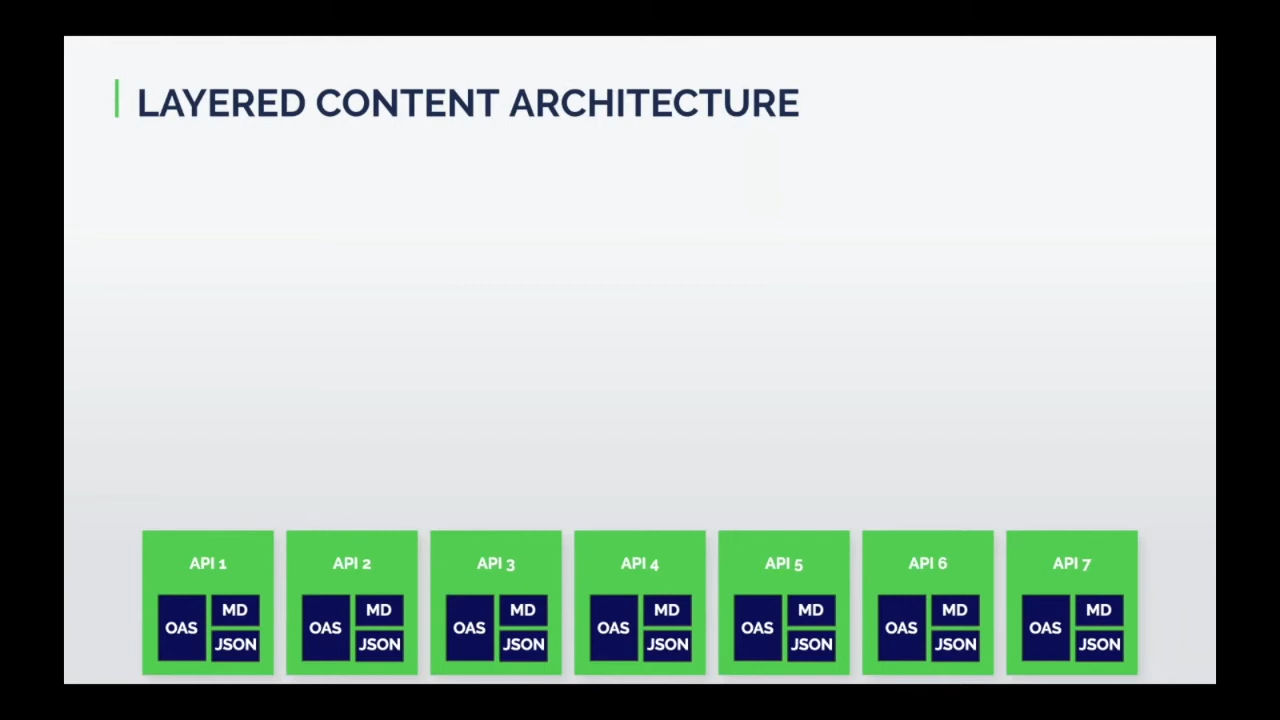 LAYERED CONTENT ARCHITECTURE
API 1 API 2 API 3 API 4 API 5 API 6 API 7
MD MD MD MD MD MD MD
OAS OAS OAS OAS OAS OAS OAS
JSON JSON JSON JSON JSON JSON JSON